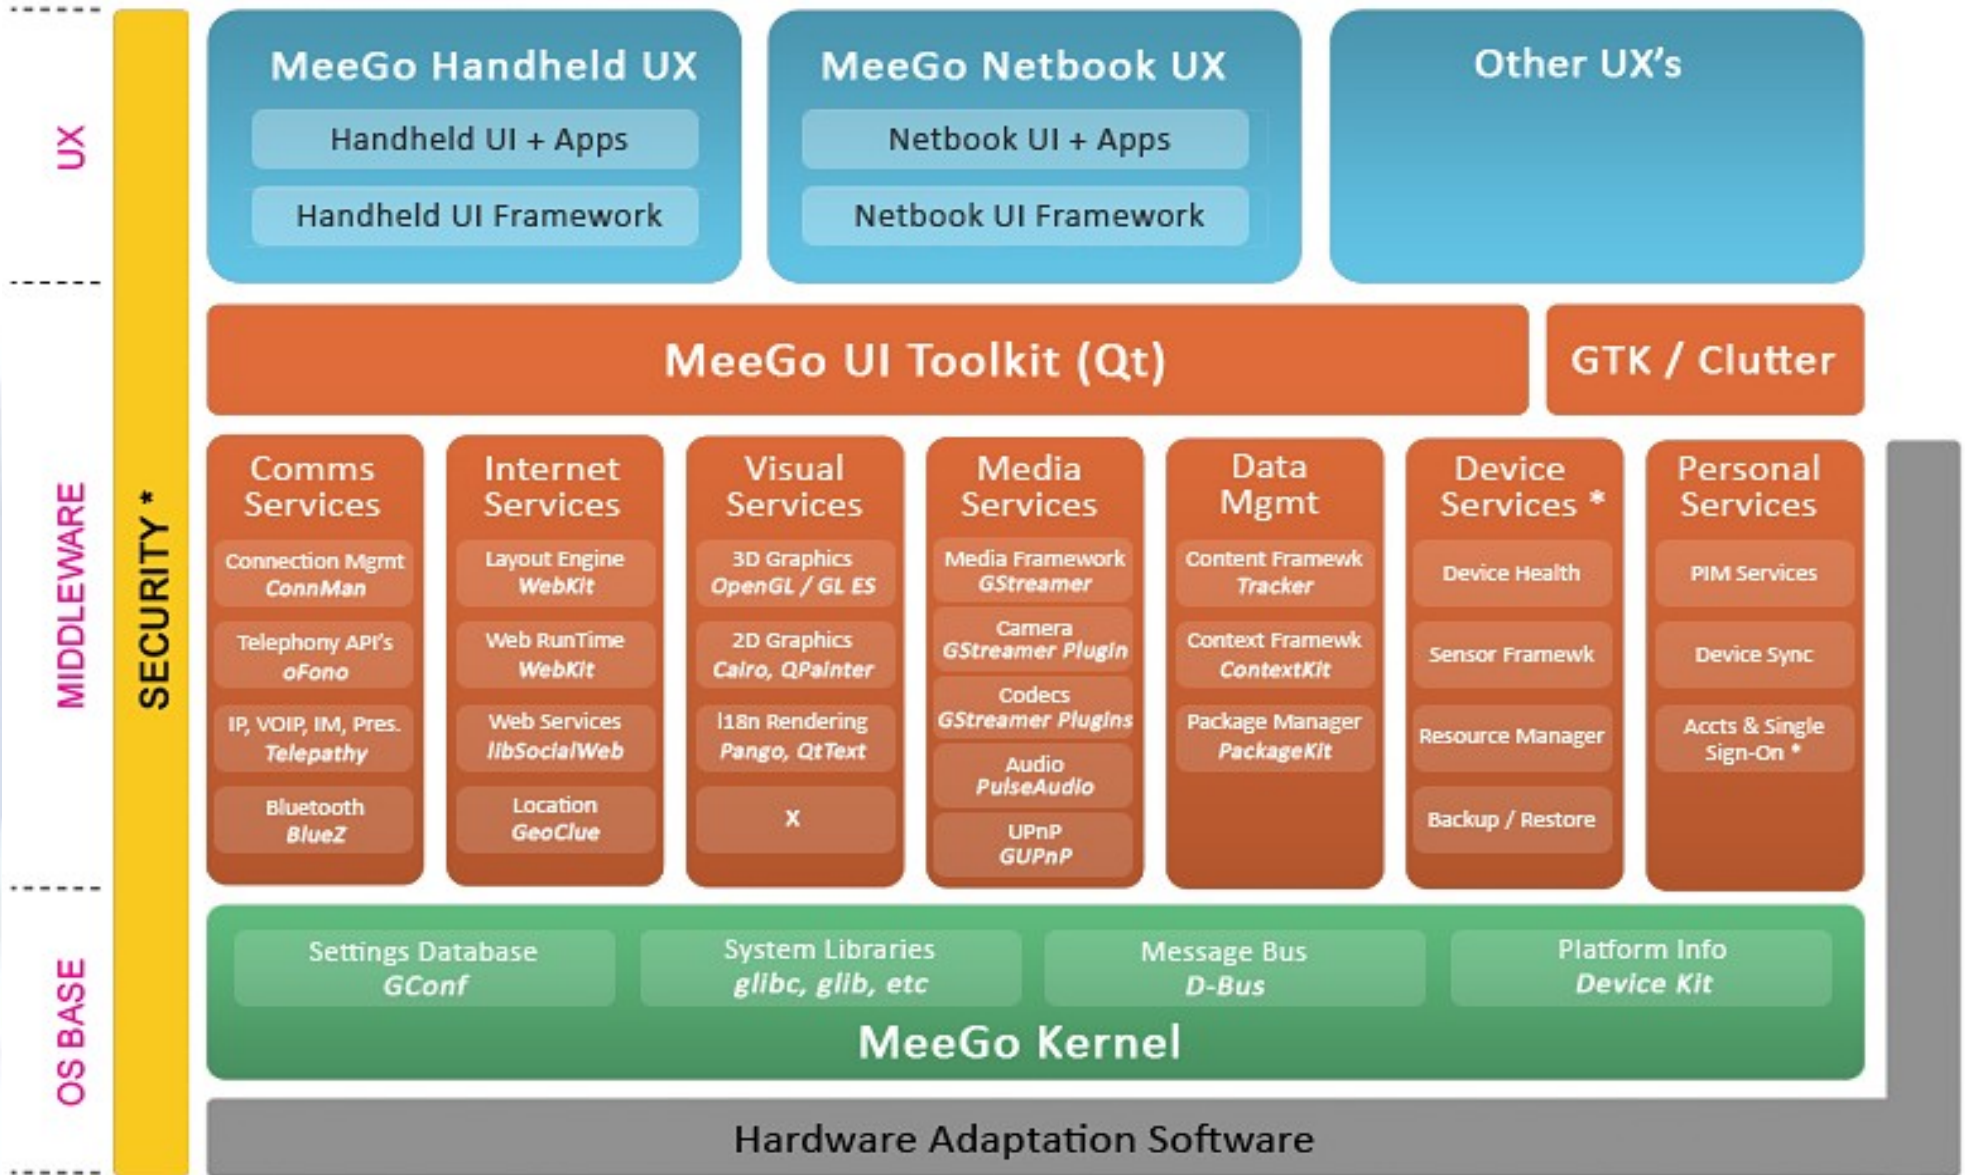 UX
MIDDLEWARE
OS BASE
SECURITY *
MeeGo Handheld UX
Handheld UI + Apps
Handheld UI Framework
MeeGo Netbook UX
Netbook UI + Apps
Netbook UI Framework
Other UX's
MeeGo UI Toolkit (Qt)
GTK / Clutter
Comms
Services
Connection Mgmt
ConnMan
Telephony API's
oFono
IP, VOIP, IM, Pres.
Telepathy
Bluetooth
BlueZ
Internet
Services
Layout Engine
WebKit
Web RunTime
WebKit
Web Services
libSocialWeb
Location
GeoClue
Visual
Services
3D Graphics
OpenGL / GL ES
2D Graphics
Cairo, QPainter
I18n Rendering
Pango, QtText
X
Media
Services
Media Framework
GStreamer
Camera
GStreamer Plugin
Codecs
GStreamer Plugins
Audio
PulseAudio
UPnP
GUPnP
Data
Mgmt
Content Framewk
Tracker
Context Framewk
ContextKit
Package Manager
PackageKit
Device
Services *
Device Health
Sensor Framewk
Resource Manager
Backup / Restore
Personal
Services
PIM Services
Device Sync
Accts & Single
Sign-On *
Settings Database
GConf
System Libraries
glibc, glib, etc
Message Bus
D-Bus
Platform Info
Device Kit
MeeGo Kernel
Hardware Adaptation Software